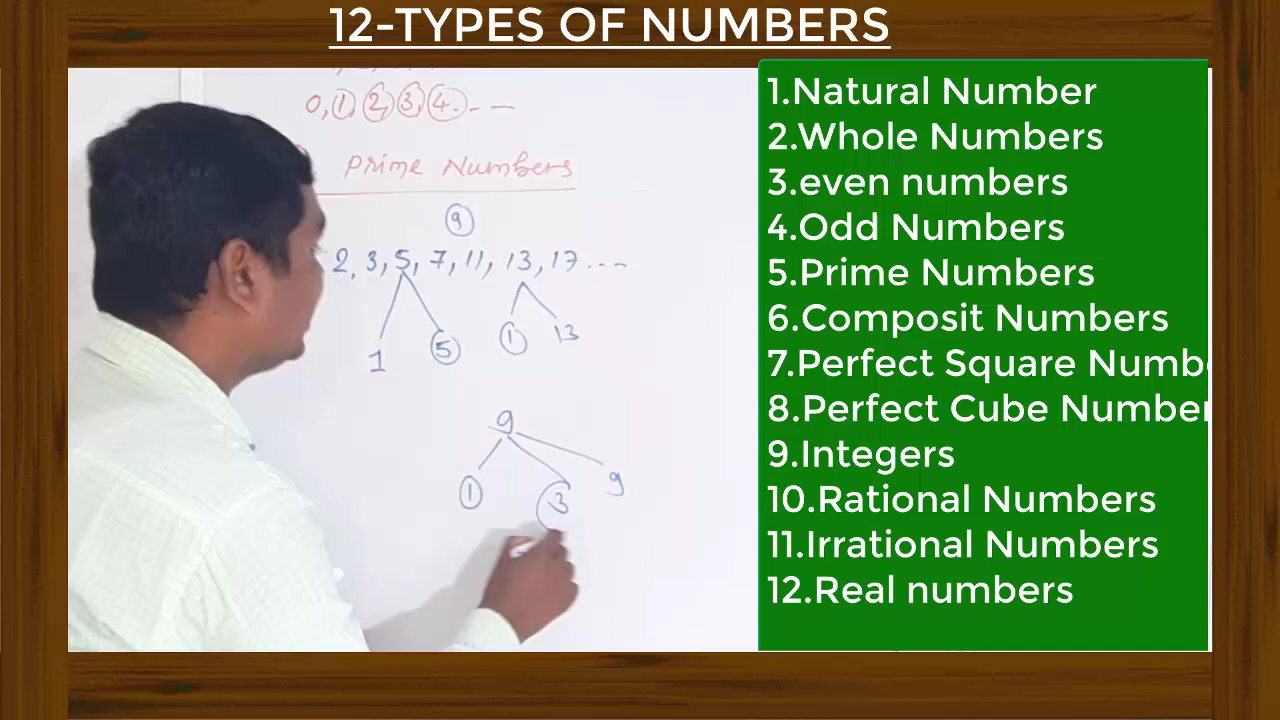 12-TYPES OF NUMBERS
0, 1, 2, 3, 4. - —
Prime Numbers
9
2, 3, 5, 7, 11, 13, 17 ...--
1 5 1 13
9
1 3 9
1.Natural Number
2.Whole Numbers
3.even numbers
4.Odd Numbers
5.Prime Numbers
6.Composit Numbers
7.Perfect Square Numb
8.Perfect Cube Number
9.Integers
10.Rational Numbers
11.Irrational Numbers
12.Real numbers